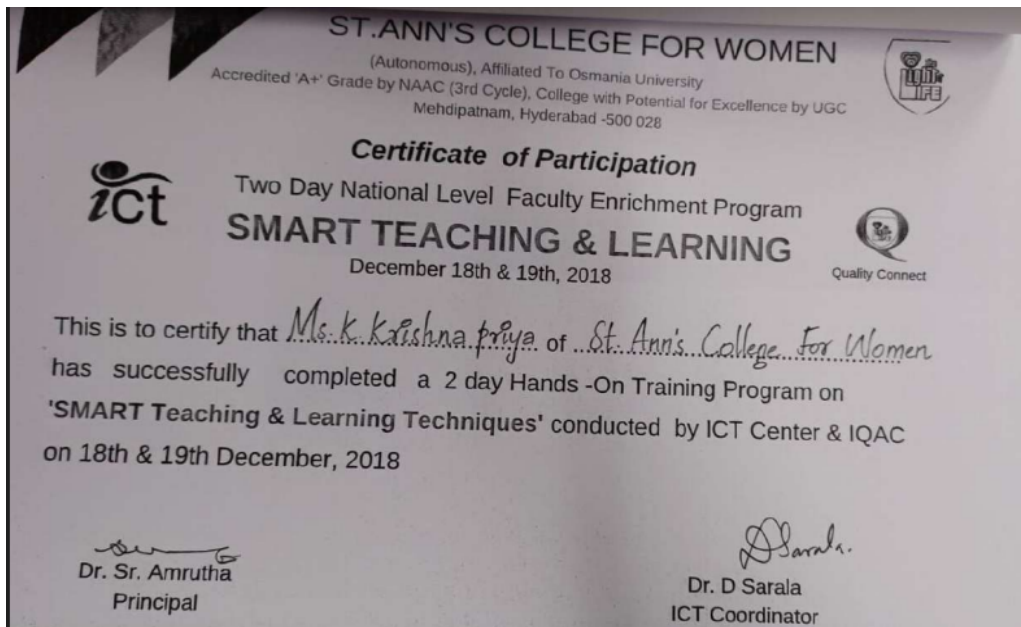 ST.ANN'S COLLEGE FOR WOMEN
(Autonomous), Affiliated To Osmania University
Accredited 'A+' Grade by NAAC (3rd Cycle), College with Potential for Excellence by UGC
Mehdipatnam, Hyderabad -500 028
Light
LIFE
Certificate of Participation
ict
Two Day National Level Faculty Enrichment Program
SMART TEACHING & LEARNING
December 18th & 19th, 2018
Quality Connect
This is to certify that Ms. K. Krishna priya of St. Ann's College For Women
has successfully completed a 2 day Hands -On Training Program on
'SMART Teaching & Learning Techniques' conducted by ICT Center & IQAC
on 18th & 19th December, 2018
Dr. Sr. Amrutha
Principal
DSarala.
Dr. D Sarala
ICT Coordinator